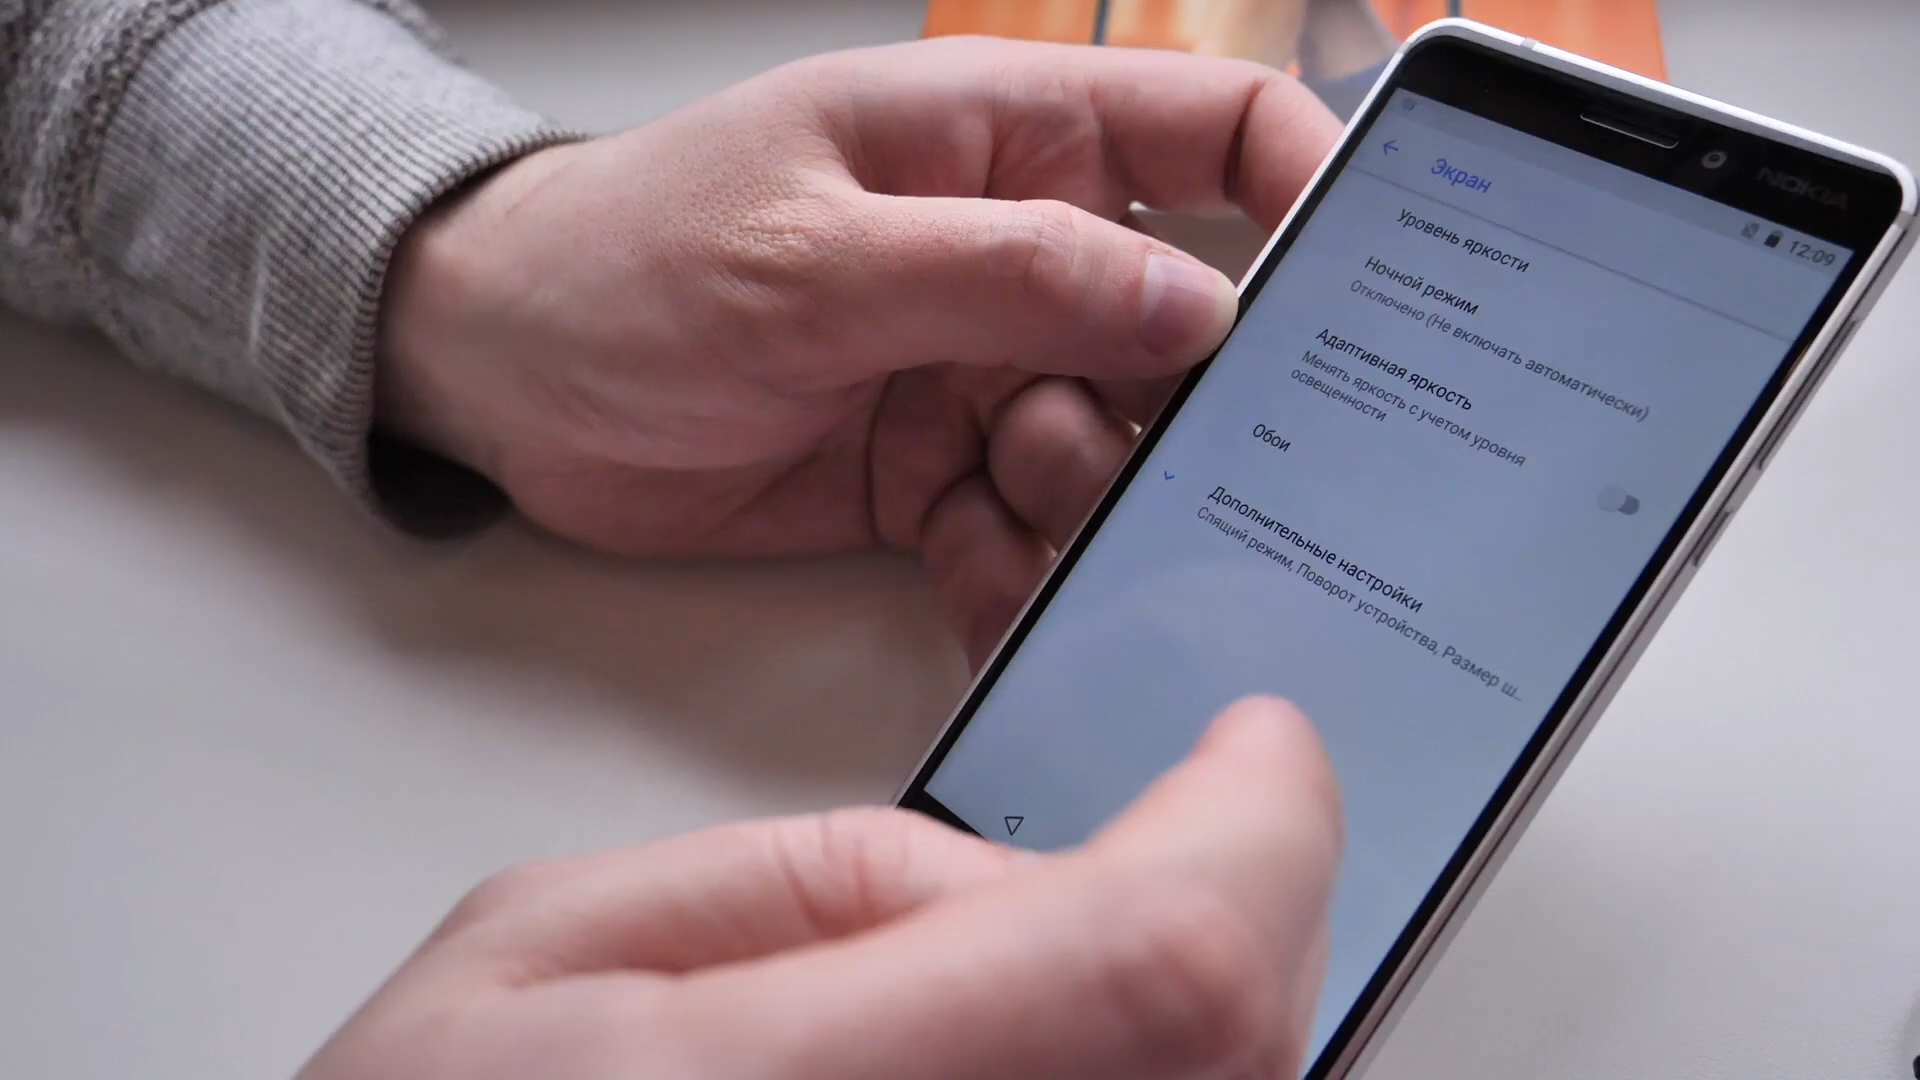 NOKIA
12:09
Экран
Уровень яркости
Ночной режим
Отключено (Не включать автоматически)
Адаптивная яркость
Менять яркость с учетом уровня
освещенности
Обои
Дополнительные настройки
Спящий режим, Поворот устройства, Размер ш...